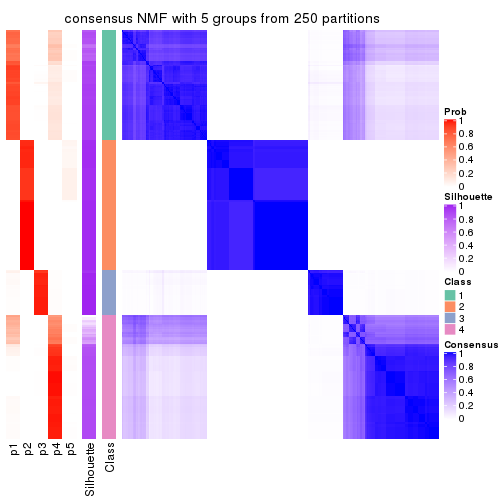 consensus NMF with 5 groups from 250 partitions
Prob
1
0.8
0.6
0.4
0.2
0
Silhouette
1
0.8
0.6
0.4
0.2
0
Class
1
2
3
4
Consensus
1
0.8
0.6
0.4
0.2
0
p1
p2
p3
p4
p5
Silhouette
Class